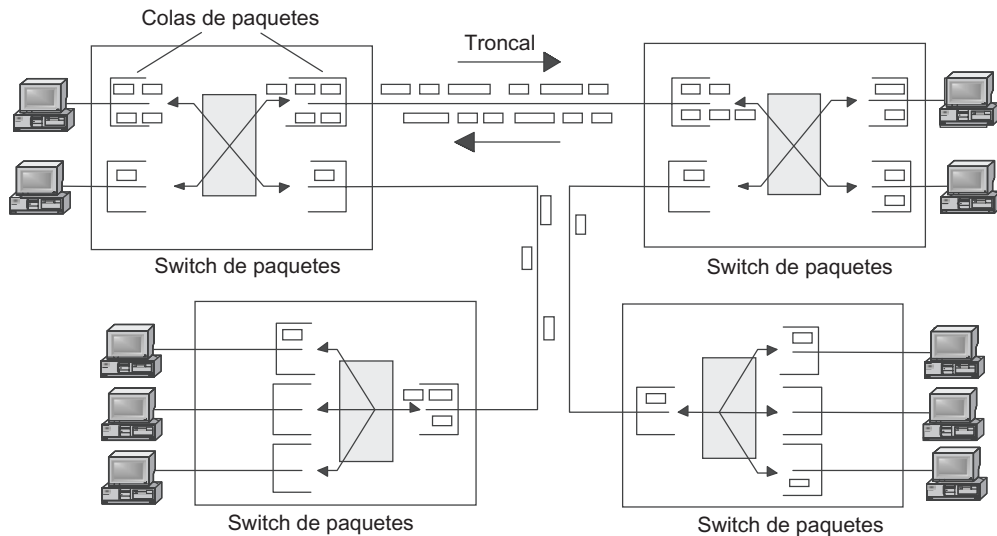 Colas de paquetes
Troncal
Switch de paquetes
Switch de paquetes
Switch de paquetes
Switch de paquetes